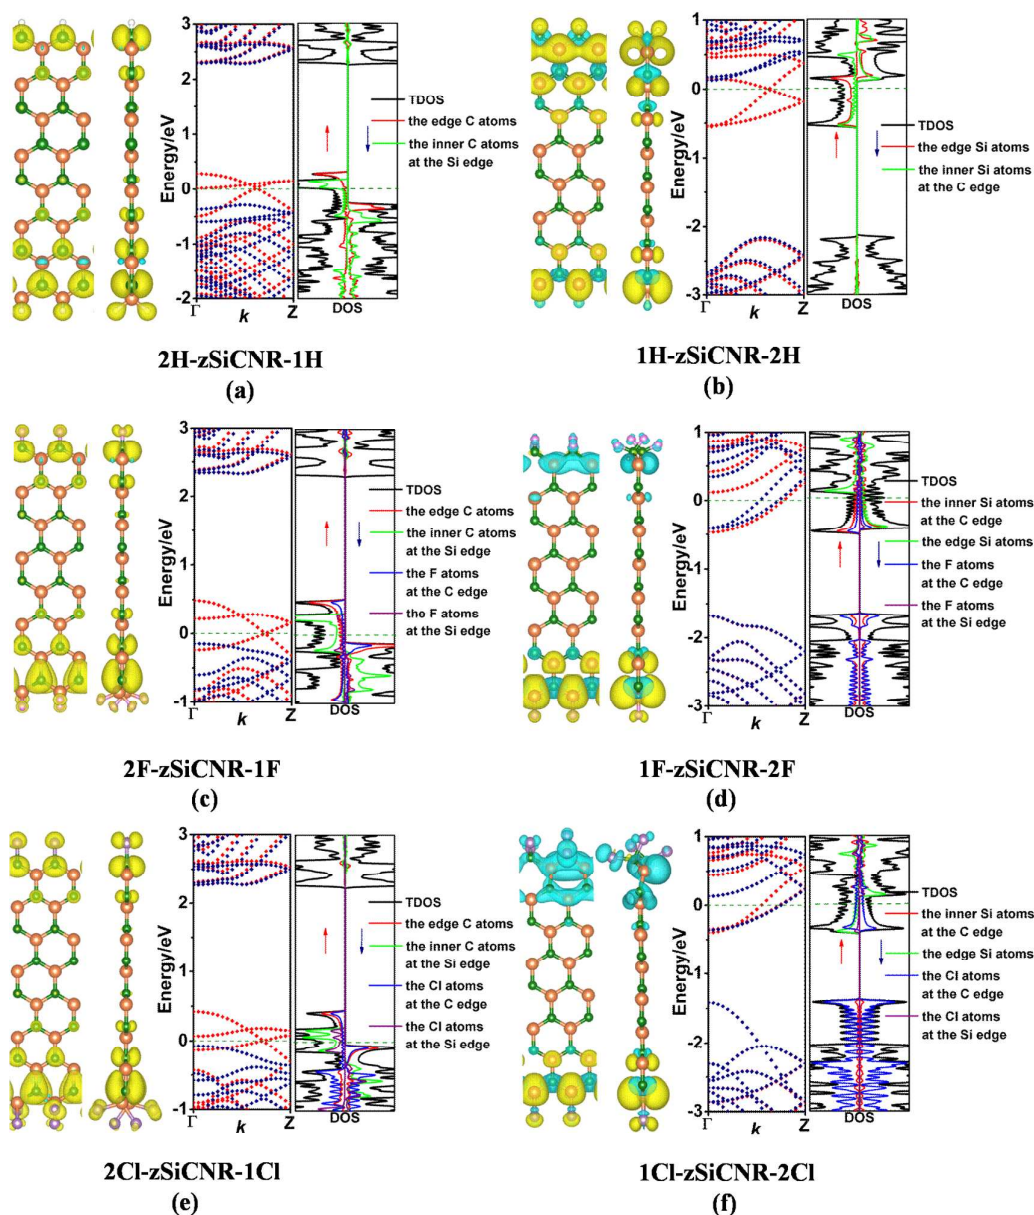 3
2
1
0
-1
-2
Energy/eV
Γ
k
Z
DOS
TDOS
the edge C atoms
the inner C atoms
at the Si edge
2H-zSiCNR-1H
(a)
1
0
-1
-2
-3
Energy/eV
Γ
k
Z
DOS
TDOS
the edge Si atoms
the inner Si atoms
at the C edge
1H-zSiCNR-2H
(b)
3
2
1
0
-1
Energy/eV
Γ
k
Z
DOS
TDOS
the edge C atoms
the inner C atoms
at the Si edge
the F atoms
at the C edge
the F atoms
at the Si edge
2F-zSiCNR-1F
(c)
1
0
-1
-2
-3
Energy/eV
Γ
k
Z
DOS
TDOS
the inner Si atoms
at the C edge
the edge Si atoms
the F atoms
at the C edge
the F atoms
at the Si edge
1F-zSiCNR-2F
(d)
3
2
1
0
-1
Energy/eV
Γ
k
Z
DOS
TDOS
the edge C atoms
the inner C atoms
at the Si edge
the Cl atoms
at the C edge
the Cl atoms
at the Si edge
2Cl-zSiCNR-1Cl
(e)
1
0
-1
-2
-3
Energy/eV
Γ
k
Z
DOS
TDOS
the inner Si atoms
at the C edge
the edge Si atoms
the Cl atoms
at the C edge
the Cl atoms
at the Si edge
1Cl-zSiCNR-2Cl
(f)